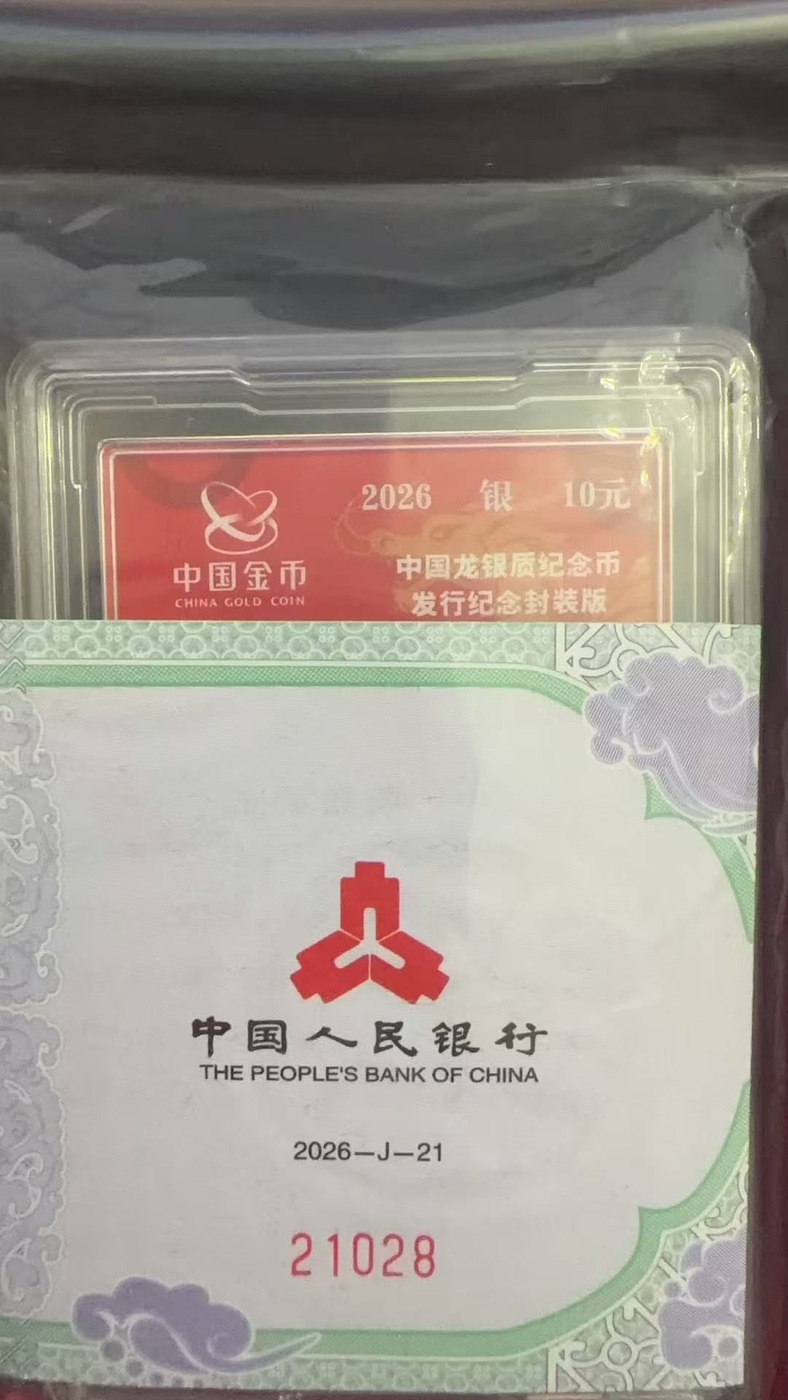 2026 银 10元
中国金币
CHINA GOLD COIN
中国龙银质纪念币
发行纪念封装版
中国人民银行
THE PEOPLE'S BANK OF CHINA
2026-J-21
21028